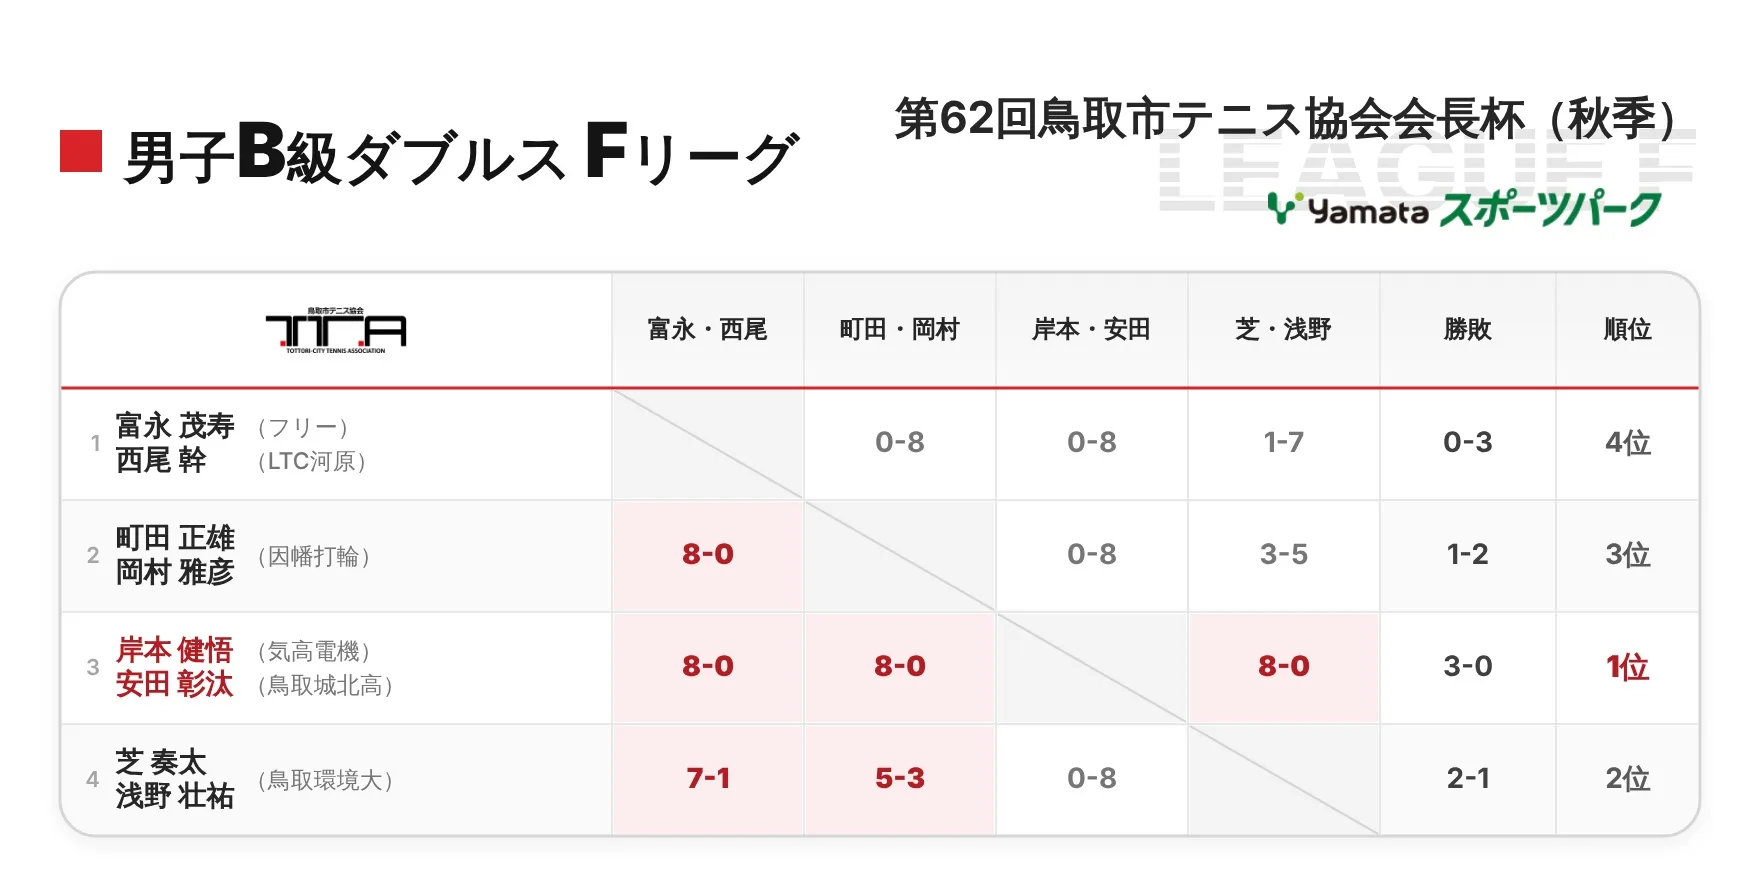 男子B級ダブルス Fリーグ
第62回鳥取市テニス協会会長杯（秋季）
LEAGUE F
Yamata スポーツパーク
鳥取市テニス協会
TTA
TOTTORI-CITY TENNIS ASSOCIATION
富永・西尾 町田・岡村 岸本・安田 芝・浅野 勝敗 順位
1 富永 茂寿 （フリー） 西尾 幹 （LTC河原） 0-8 0-8 1-7 0-3 4位
2 町田 正雄 岡村 雅彦 （因幡打輪） 8-0 0-8 3-5 1-2 3位
3 岸本 健悟 （気高電機） 安田 彰汰 （鳥取城北高） 8-0 8-0 8-0 3-0 1位
4 芝 奏太 浅野 壮祐 （鳥取環境大） 7-1 5-3 0-8 2-1 2位